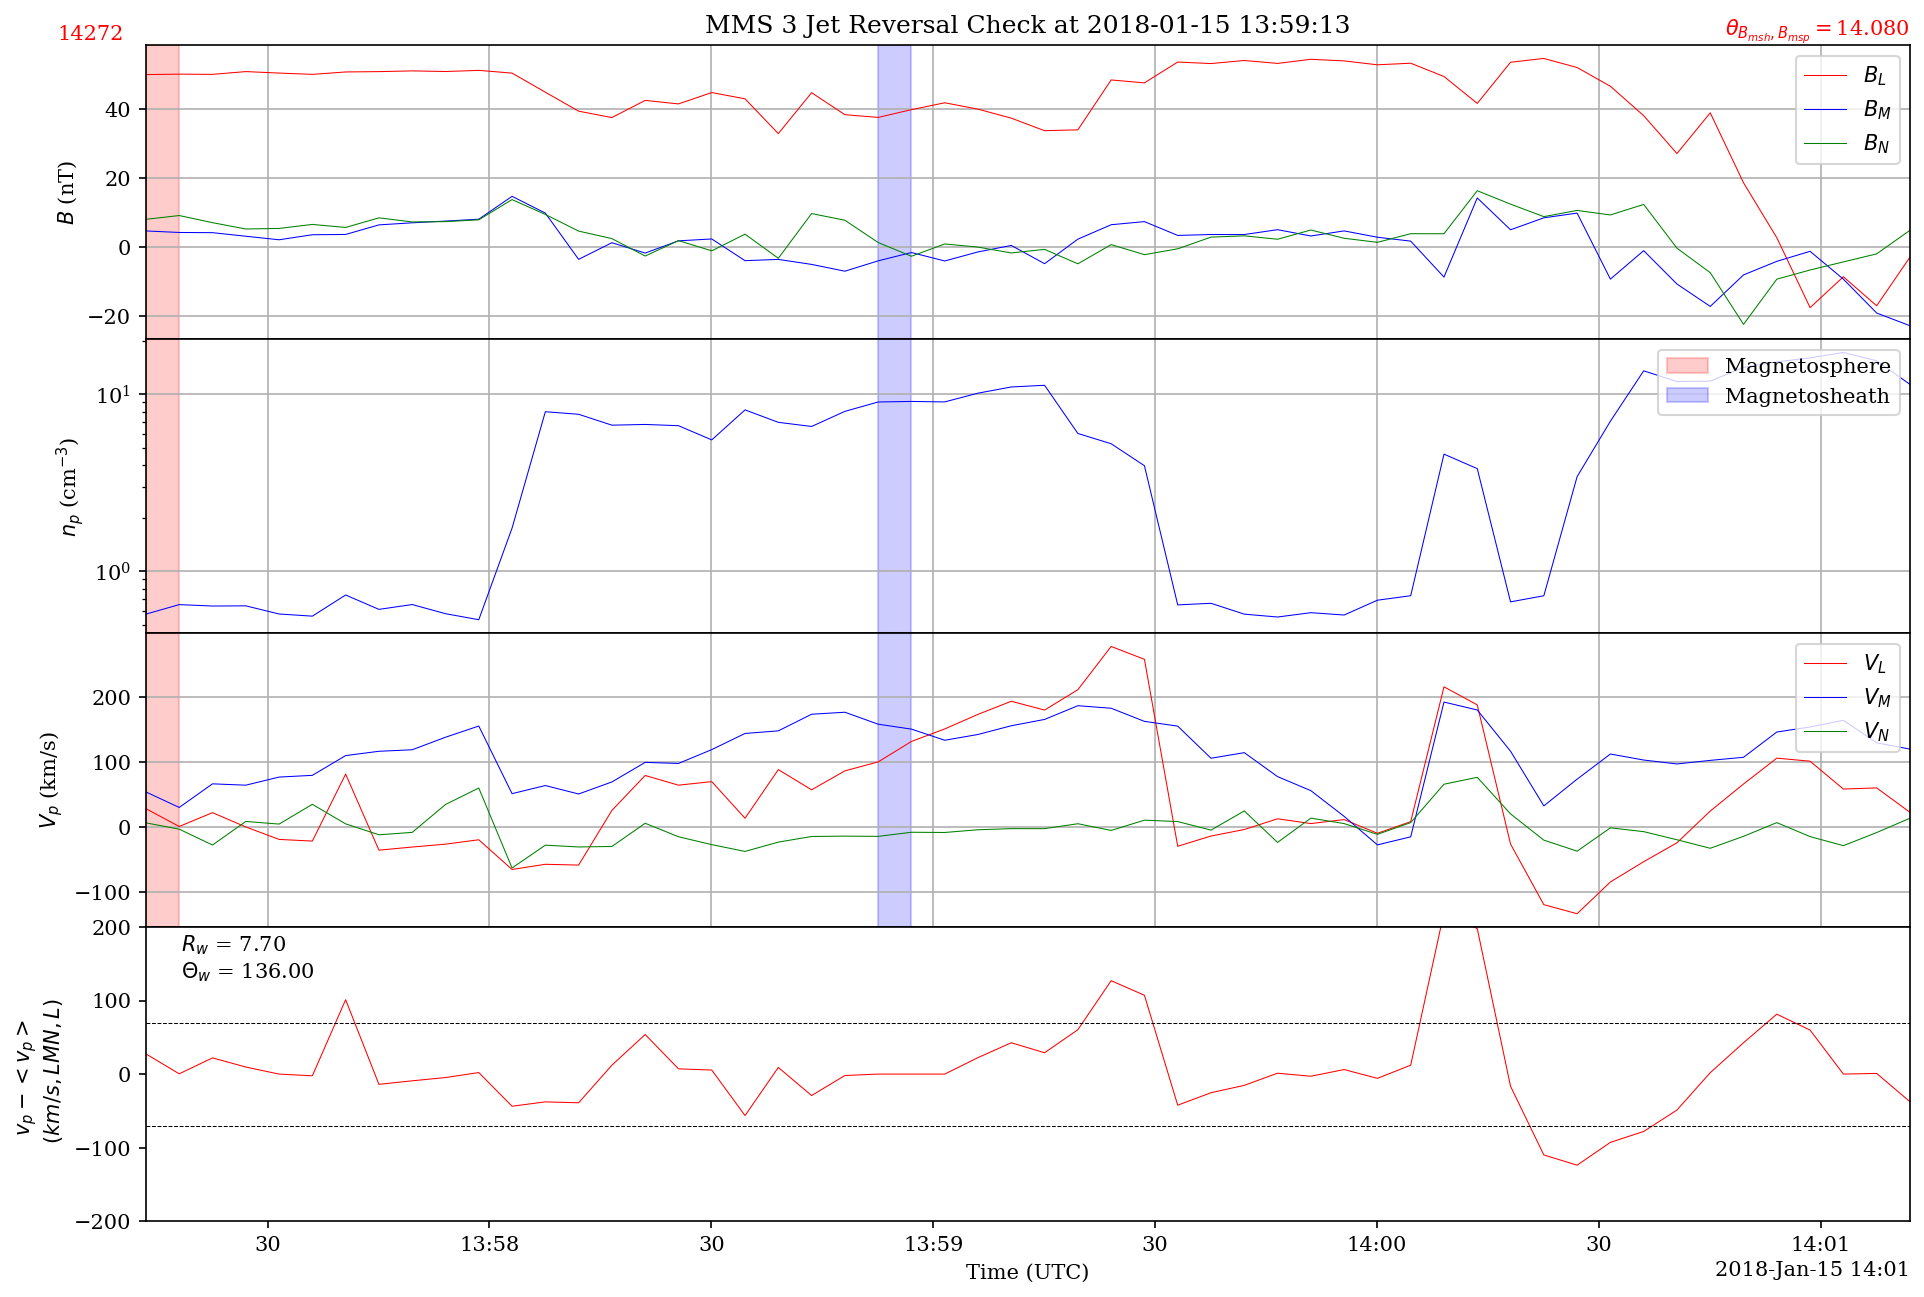 MMS 3 Jet Reversal Check at 2018-01-15 13:59:13
14272
θ_{B_{msh}, B_{msp}} = 14.080
B (nT)
40
20
0
−20
B_L
B_M
B_N
n_p (cm^{−3})
10^1
10^0
Magnetosphere
Magnetosheath
V_p (km/s)
200
100
0
−100
V_L
V_M
V_N
v_p − < v_p >
(km/s, LMN, L)
200
100
0
−100
−200
R_w = 7.70
Θ_w = 136.00
30 13:58 30 13:59 30 14:00 30 14:01
Time (UTC)
2018-Jan-15 14:01